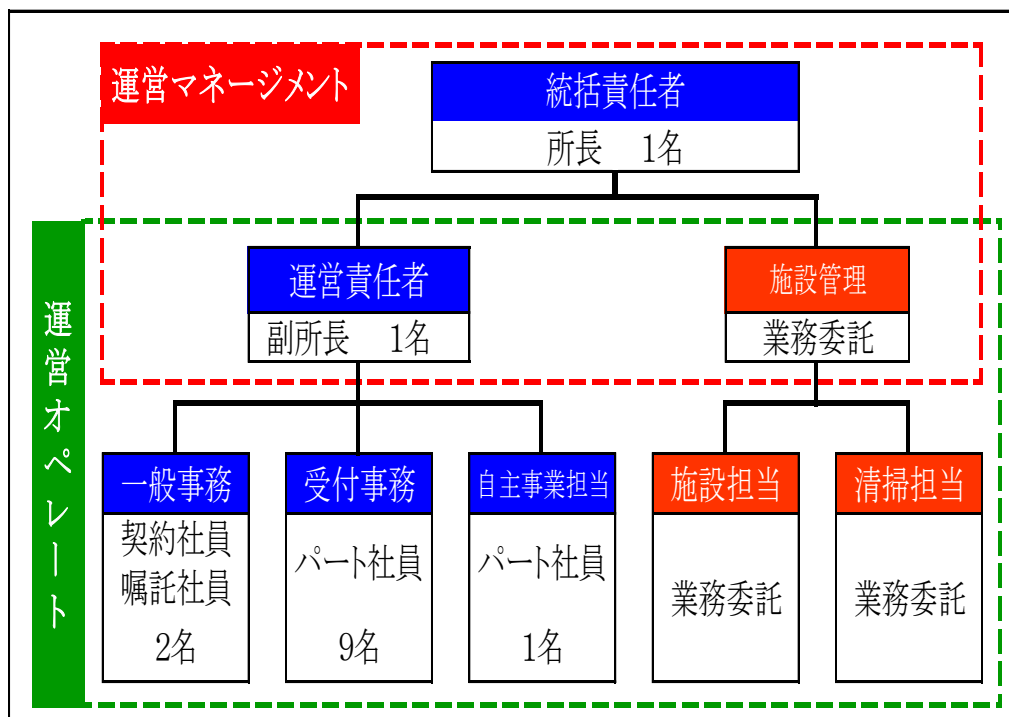 運営マネージメント
統括責任者
所長　1名
運営オペレート
運営責任者
副所長　1名
施設管理
業務委託
一般事務
契約社員
嘱託社員
2名
受付事務
パート社員
9名
自主事業担当
パート社員
1名
施設担当
業務委託
清掃担当
業務委託